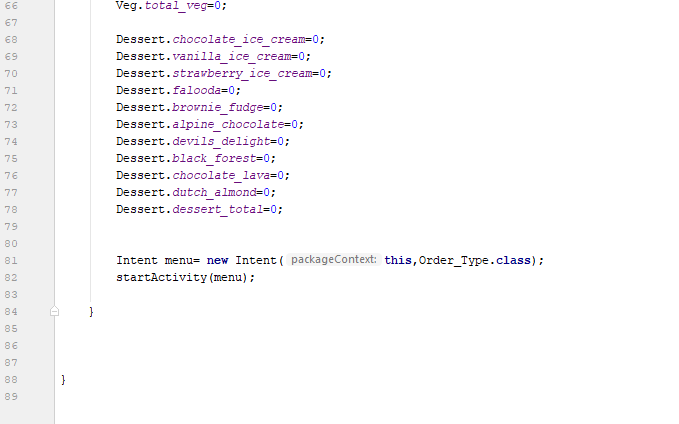 66 Veg.total_veg=0;
67
68 Dessert.chocolate_ice_cream=0;
69 Dessert.vanilla_ice_cream=0;
70 Dessert.strawberry_ice_cream=0;
71 Dessert.falooda=0;
72 Dessert.brownie_fudge=0;
73 Dessert.alpine_chocolate=0;
74 Dessert.devils_delight=0;
75 Dessert.black_forest=0;
76 Dessert.chocolate_lava=0;
77 Dessert.dutch_almond=0;
78 Dessert.dessert_total=0;
79
80
81 Intent menu= new Intent( packageContext: this,Order_Type.class);
82 startActivity(menu);
83
84 }
85
86
87
88 }
89